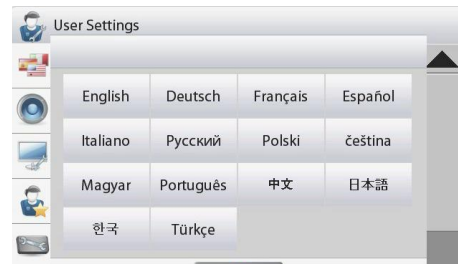 User Settings
English Deutsch Français Español
Italiano Русский Polski čeština
Magyar Português 中文 日本語
한국 Türkçe